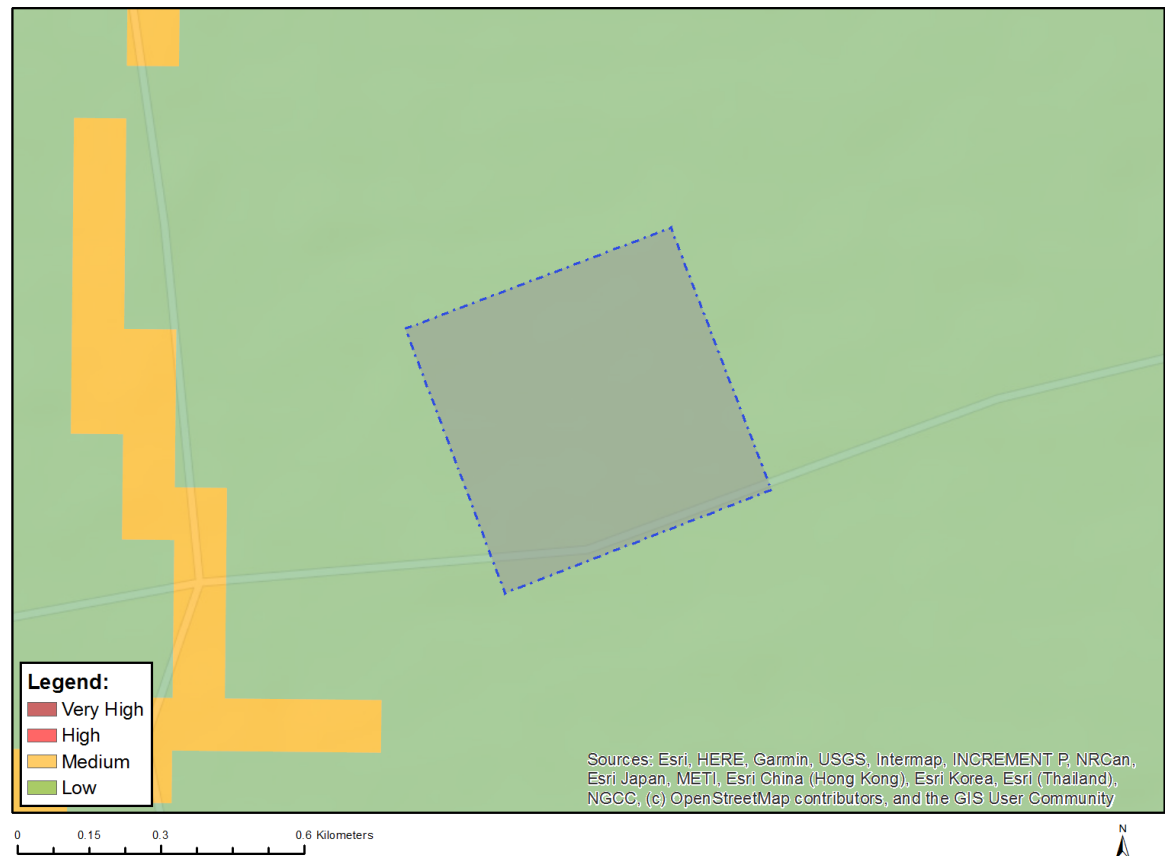 Legend:
Very High
High
Medium
Low
Sources: Esri, HERE, Garmin, USGS, Intermap, INCREMENT P, NRCan,
Esri Japan, METI, Esri China (Hong Kong), Esri Korea, Esri (Thailand),
NGCC, (c) OpenStreetMap contributors, and the GIS User Community
0 0.15 0.3 0.6 Kilometers
N